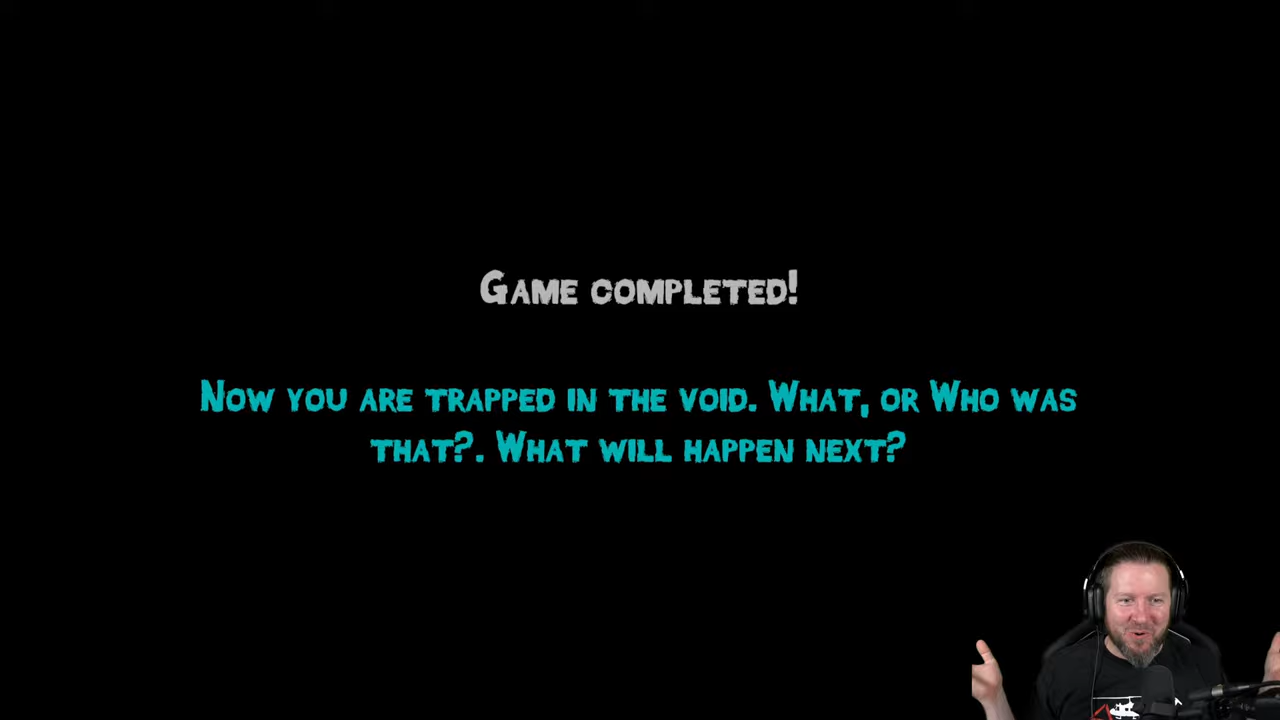 Game completed!
Now you are trapped in the void. What, or Who was
that?. What will happen next?